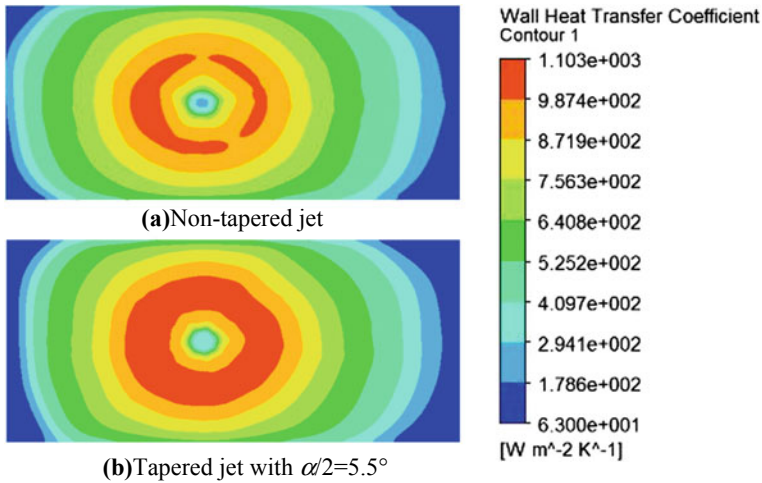 Wall Heat Transfer Coefficient
Contour 1
1.103e+003
9.874e+002
8.719e+002
7.563e+002
6.408e+002
5.252e+002
4.097e+002
2.941e+002
1.786e+002
6.300e+001
[W m^-2 K^-1]
(a)Non-tapered jet
(b)Tapered jet with α/2=5.5°